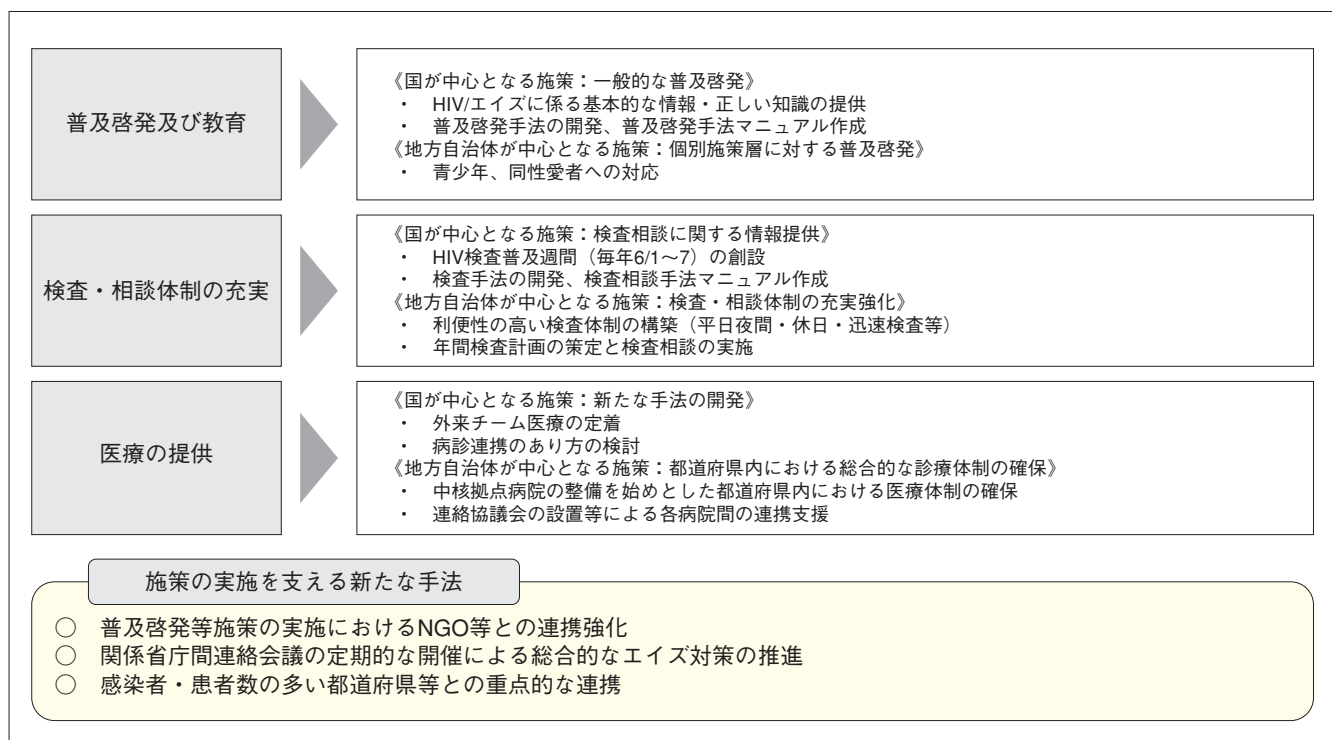 普及啓発及び教育
《国が中心となる施策：一般的な普及啓発》
・ HIV/エイズに係る基本的な情報・正しい知識の提供
・ 普及啓発手法の開発、普及啓発手法マニュアル作成
《地方自治体が中心となる施策：個別施策層に対する普及啓発》
・ 青少年、同性愛者への対応
検査・相談体制の充実
《国が中心となる施策：検査相談に関する情報提供》
・ HIV検査普及週間（毎年6/1～7）の創設
・ 検査手法の開発、検査相談手法マニュアル作成
《地方自治体が中心となる施策：検査・相談体制の充実強化》
・ 利便性の高い検査体制の構築（平日夜間・休日・迅速検査等）
・ 年間検査計画の策定と検査相談の実施
医療の提供
《国が中心となる施策：新たな手法の開発》
・ 外来チーム医療の定着
・ 病診連携のあり方の検討
《地方自治体が中心となる施策：都道府県内における総合的な診療体制の確保》
・ 中核拠点病院の整備を始めとした都道府県内における医療体制の確保
・ 連絡協議会の設置等による各病院間の連携支援
施策の実施を支える新たな手法
○ 普及啓発等施策の実施におけるNGO等との連携強化
○ 関係省庁間連絡会議の定期的な開催による総合的なエイズ対策の推進
○ 感染者・患者数の多い都道府県等との重点的な連携